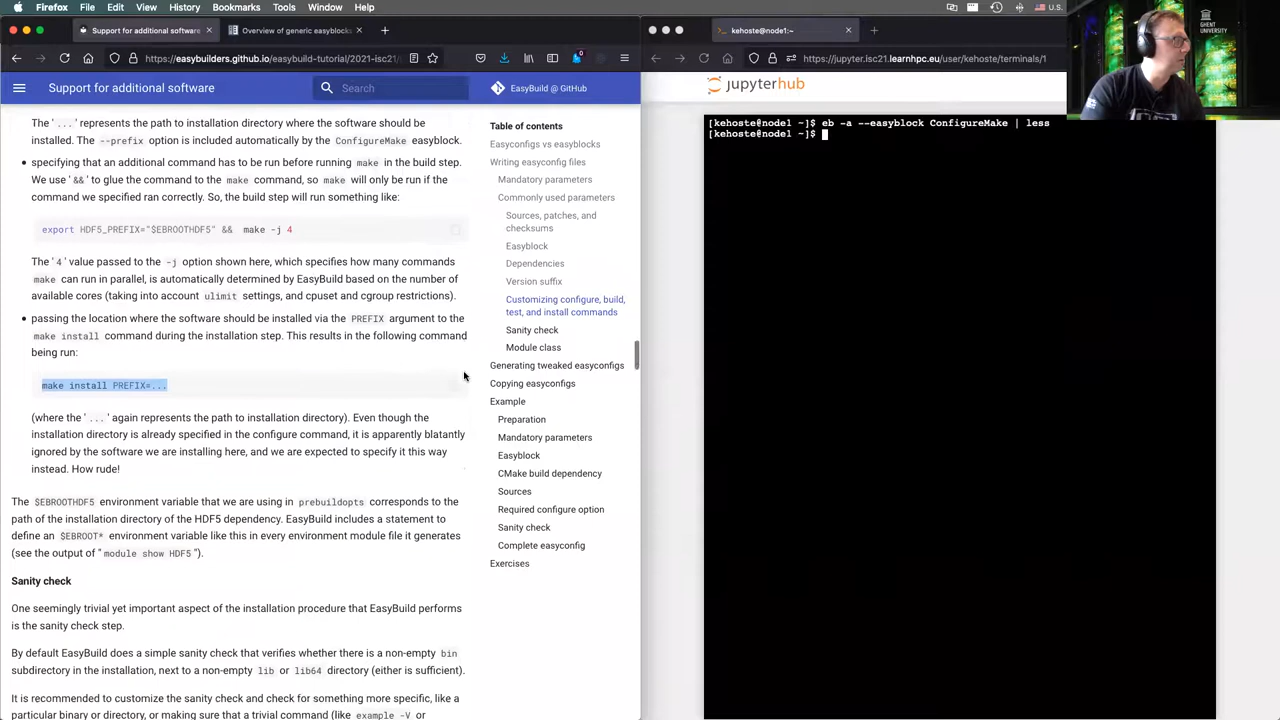 Firefox File Edit View History Bookmarks Tools Window Help
U.S.
Support for additional software
Overview of generic easyblocks
https://easybuilders.github.io/easybuild-tutorial/2021-isc21
Support for additional software
Search
EasyBuild @ GitHub
The '...' represents the path to installation directory where the software should be
installed. The --prefix option is included automatically by the ConfigureMake easyblock.
specifying that an additional command has to be run before running make in the build step.
We use '&&' to glue the command to the make command, so make will only be run if the
command we specified ran correctly. So, the build step will run something like:
export HDF5_PREFIX="$EBROOTHDF5" && make -j 4
The '4' value passed to the -j option shown here, which specifies how many commands
make can run in parallel, is automatically determined by EasyBuild based on the number of
available cores (taking into account ulimit settings, and cpuset and cgroup restrictions).
passing the location where the software should be installed via the PREFIX argument to the
make install command during the installation step. This results in the following command
being run:
make install PREFIX=...
(where the '...' again represents the path to installation directory). Even though the
installation directory is already specified in the configure command, it is apparently blatantly
ignored by the software we are installing here, and we are expected to specify it this way
instead. How rude!
The $EBROOTHDF5 environment variable that we are using in prebuildopts corresponds to the
path of the installation directory of the HDF5 dependency. EasyBuild includes a statement to
define an $EBROOT* environment variable like this in every environment module file it generates
(see the output of "module show HDF5").
Sanity check
One seemingly trivial yet important aspect of the installation procedure that EasyBuild performs
is the sanity check step.
By default EasyBuild does a simple sanity check that verifies whether there is a non-empty bin
subdirectory in the installation, next to a non-empty lib or lib64 directory (either is sufficient).
It is recommended to customize the sanity check and check for something more specific, like a
particular binary or directory, or making sure that a trivial command (like example -V or
Table of contents
Easyconfigs vs easyblocks
Writing easyconfig files
Mandatory parameters
Commonly used parameters
Sources, patches, and
checksums
Easyblock
Dependencies
Version suffix
Customizing configure, build,
test, and install commands
Sanity check
Module class
Generating tweaked easyconfigs
Copying easyconfigs
Example
Preparation
Mandatory parameters
Easyblock
CMake build dependency
Sources
Required configure option
Sanity check
Complete easyconfig
Exercises
kehoste@node1:~
https://jupyter.isc21.learnhpc.eu/user/kehoste/terminals/1
jupyterhub
[kehoste@node1 ~]$ eb -a --easyblock ConfigureMake | less
[kehoste@node1 ~]$
GHENT
UNIVERSITY